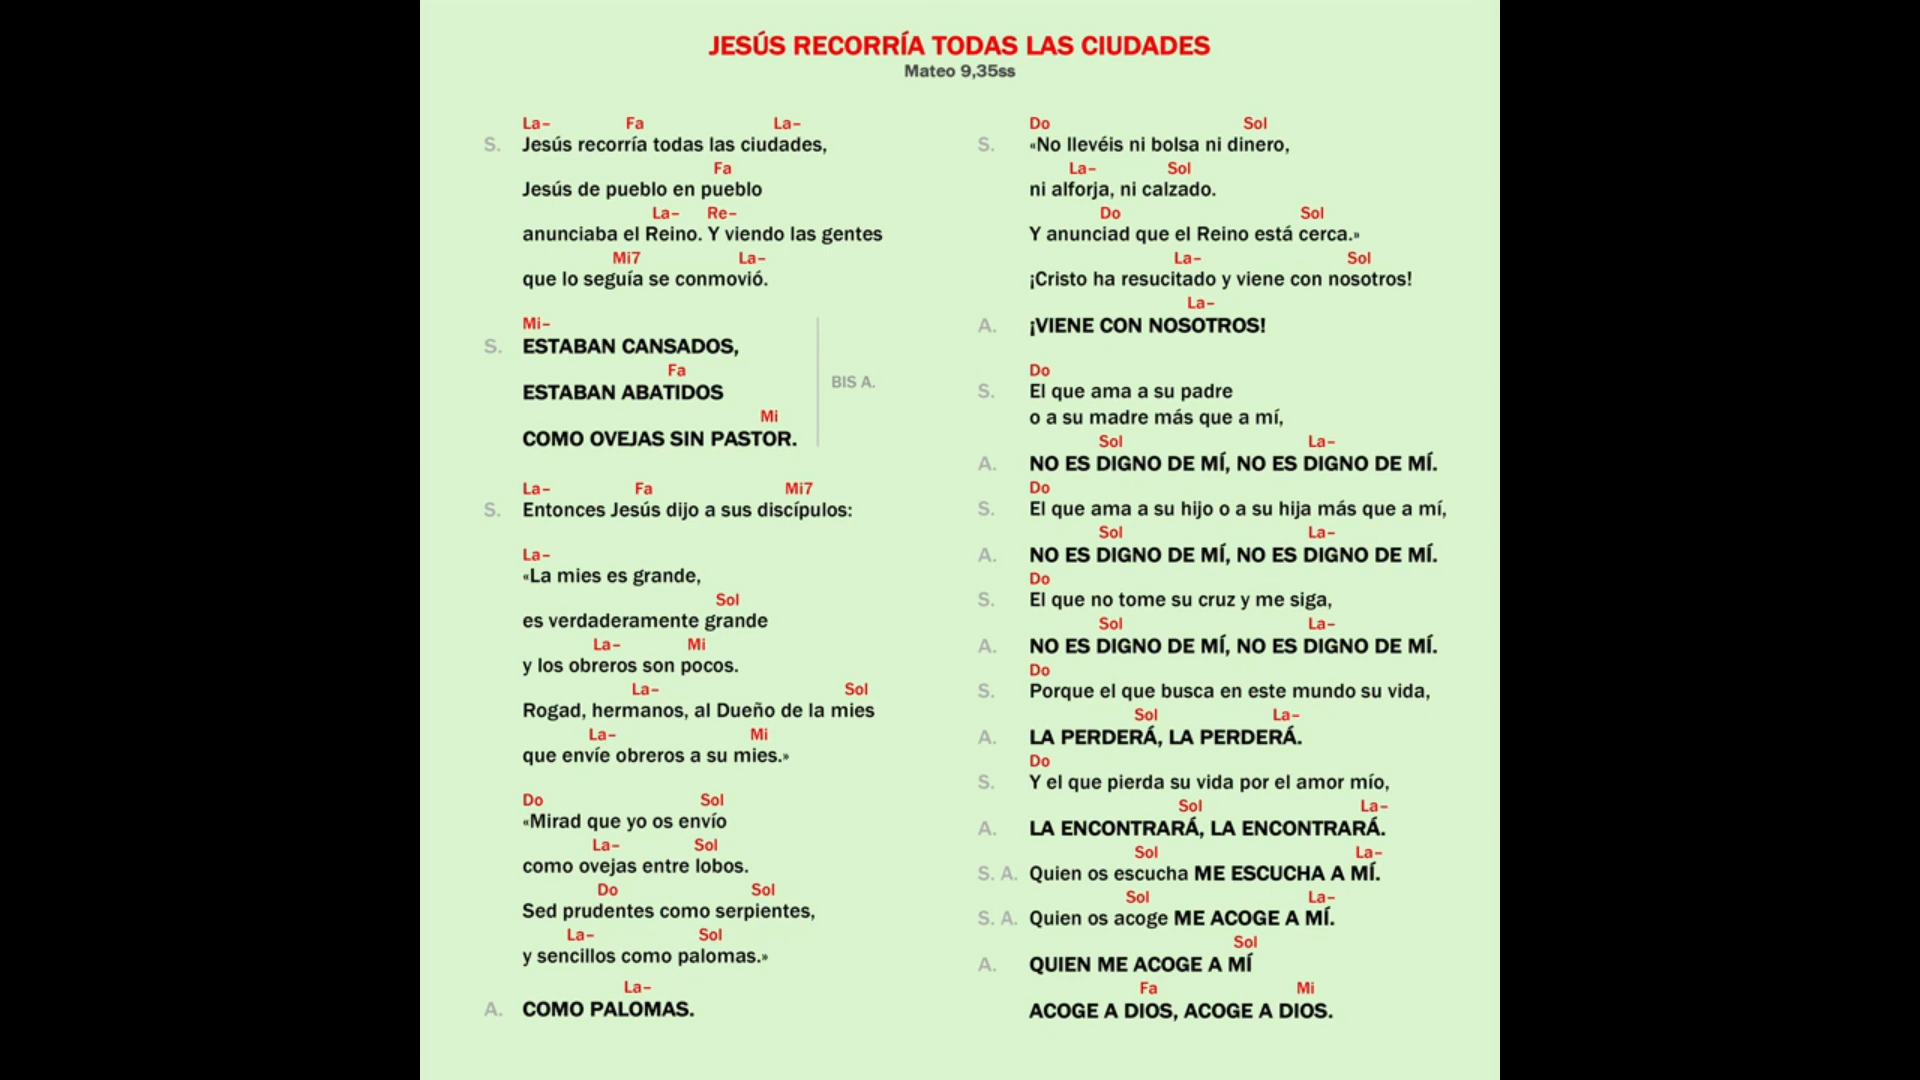 JESÚS RECORRÍA TODAS LAS CIUDADES
Mateo 9,35ss
La- Fa La-
S. Jesús recorría todas las ciudades,
Fa
Jesús de pueblo en pueblo
La- Re-
anunciaba el Reino. Y viendo las gentes
Mi7 La-
que lo seguía se conmovió.
Mi-
S. ESTABAN CANSADOS,
Fa
ESTABAN ABATIDOS
BIS A.
Mi
COMO OVEJAS SIN PASTOR.
La- Fa Mi7
S. Entonces Jesús dijo a sus discípulos:
La-
«La mies es grande,
Sol
es verdaderamente grande
La- Mi
y los obreros son pocos.
La- Sol
Rogad, hermanos, al Dueño de la mies
La- Mi
que envíe obreros a su mies.»
Do Sol
«Mirad que yo os envío
La- Sol
como ovejas entre lobos.
Do Sol
Sed prudentes como serpientes,
La- Sol
y sencillos como palomas.»
La-
A. COMO PALOMAS.
Do Sol
S. «No llevéis ni bolsa ni dinero,
La- Sol
ni alforja, ni calzado.
Do Sol
Y anunciad que el Reino está cerca.»
La- Sol
¡Cristo ha resucitado y viene con nosotros!
La-
A. ¡VIENE CON NOSOTROS!
Do
S. El que ama a su padre
o a su madre más que a mí,
Sol La-
A. NO ES DIGNO DE MÍ, NO ES DIGNO DE MÍ.
Do
S. El que ama a su hijo o a su hija más que a mí,
Sol La-
A. NO ES DIGNO DE MÍ, NO ES DIGNO DE MÍ.
Do
S. El que no tome su cruz y me siga,
Sol La-
A. NO ES DIGNO DE MÍ, NO ES DIGNO DE MÍ.
Do
S. Porque el que busca en este mundo su vida,
Sol La-
A. LA PERDERÁ, LA PERDERÁ.
Do
S. Y el que pierda su vida por el amor mío,
Sol La-
A. LA ENCONTRARÁ, LA ENCONTRARÁ.
Sol La-
S. A. Quien os escucha ME ESCUCHA A MÍ.
Sol La-
S. A. Quien os acoge ME ACOGE A MÍ.
Sol
A. QUIEN ME ACOGE A MÍ
Fa Mi
ACOGE A DIOS, ACOGE A DIOS.